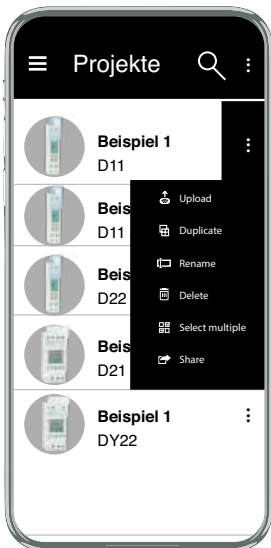 Projekte
Beispiel 1
D11
Upload
Beis
D11
Duplicate
Rename
Beis
D22
Delete
Select multiple
Beis
D21
Share
Beispiel 1
DY22